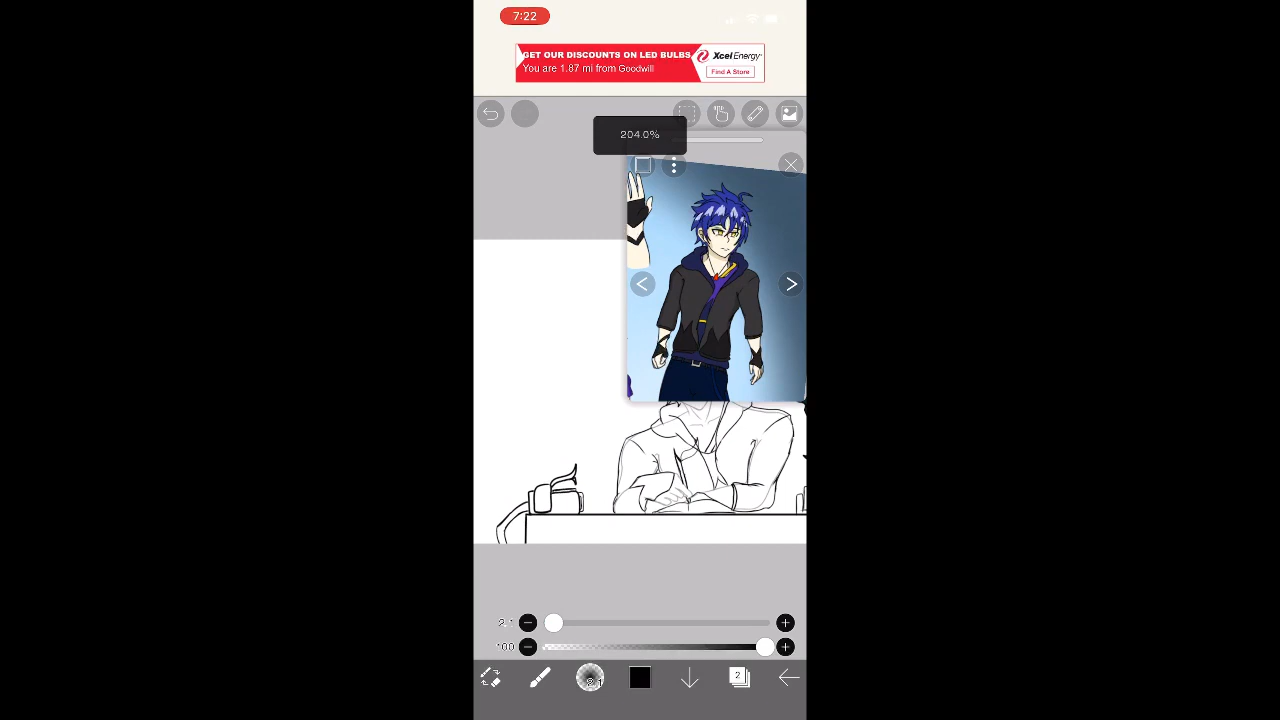 7:22
GET OUR DISCOUNTS ON LED BULBS
You are 1.87 mi from Goodwill
Xcel Energy
Find A Store
204.0%
100
2